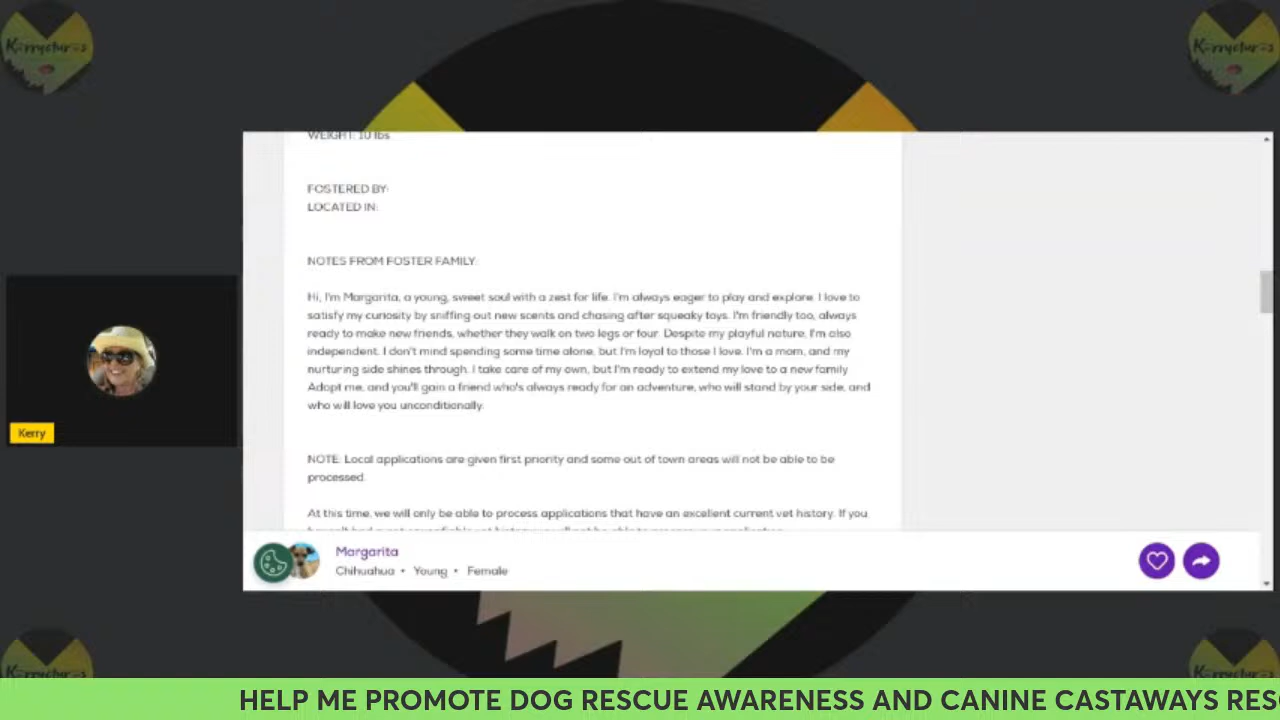 Kerrytures
Kerrytures
WEIGHT: 10 lbs
FOSTERED BY:
LOCATED IN:
NOTES FROM FOSTER FAMILY:
Hi, I'm Margarita, a young, sweet soul with a zest for life. I'm always eager to play and explore. I love to
satisfy my curiosity by sniffing out new scents and chasing after squeaky toys. I'm friendly too, always
ready to make new friends, whether they walk on two legs or four. Despite my playful nature, I'm also
independent. I don't mind spending some time alone, but I'm loyal to those I love. I'm a mom, and my
nurturing side shines through. I take care of my own, but I'm ready to extend my love to a new family
Adopt me, and you'll gain a friend who's always ready for an adventure, who will stand by your side, and
who will love you unconditionally.
Kerry
NOTE: Local applications are given first priority and some out of town areas will not be able to be
processed.
At this time, we will only be able to process applications that have an excellent current vet history. If you
Margarita
Chihuahua • Young • Female
Kerrytures
Kerrytures
HELP ME PROMOTE DOG RESCUE AWARENESS AND CANINE CASTAWAYS RES